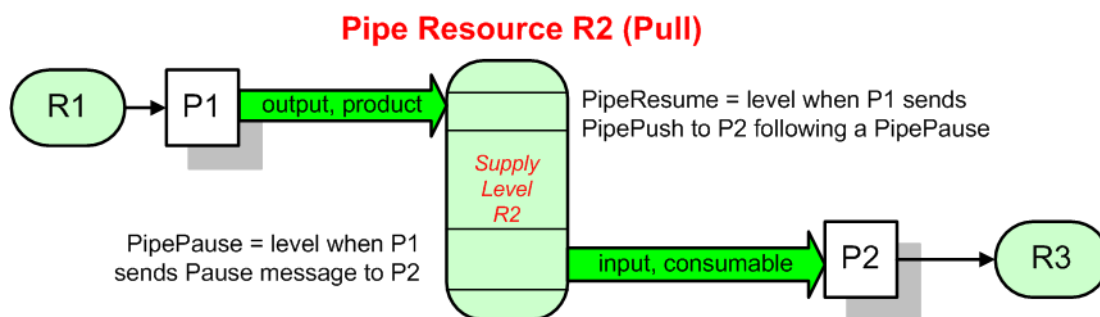 Pipe Resource R2 (Pull)
R1
P1
output, product
PipeResume = level when P1 sends
PipePush to P2 following a PipePause
Supply
Level
R2
PipePause = level when P1
sends Pause message to P2
input, consumable
P2
R3